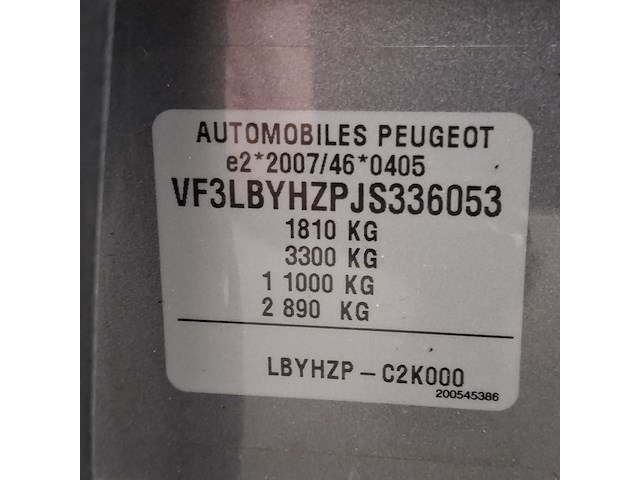 AUTOMOBILES PEUGEOT
e2*2007/46*0405
VF3LBYHZPJS336053
1810 KG
3300 KG
1 1000 KG
2 890 KG
LBYHZP - C2K000
200545386